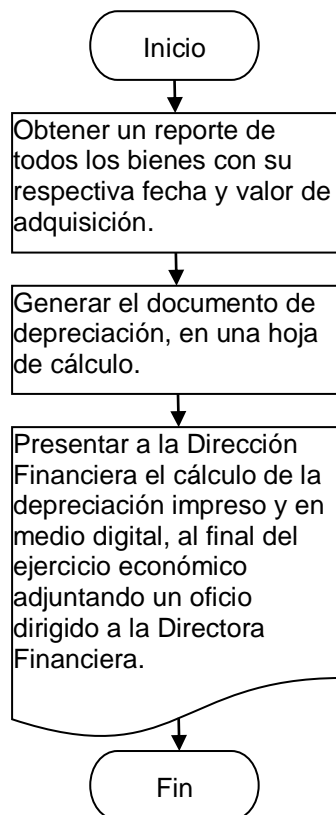 Inicio
Obtener un reporte de
todos los bienes con su
respectiva fecha y valor de
adquisición.
Generar el documento de
depreciación, en una hoja
de cálculo.
Presentar a la Dirección
Financiera el cálculo de la
depreciación impreso y en
medio digital, al final del
ejercicio económico
adjuntando un oficio
dirigido a la Directora
Financiera.
Fin